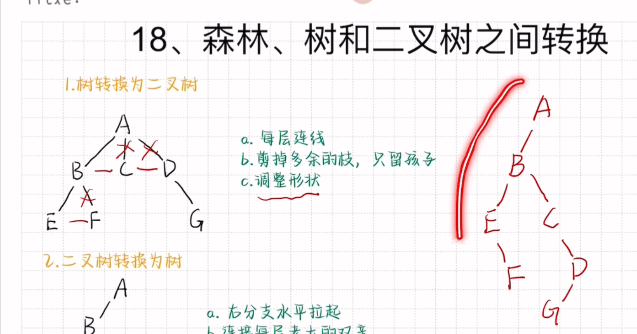 18、森林、树和二叉树之间转换
1.树转换为二叉树
A
B C D
E F G
a. 每层连线
b.剪掉多余的枝，只留孩子
c.调整形状
A
B
E C
F D
G
2.二叉树转换为树
A
B
a. 右分支水平拉起